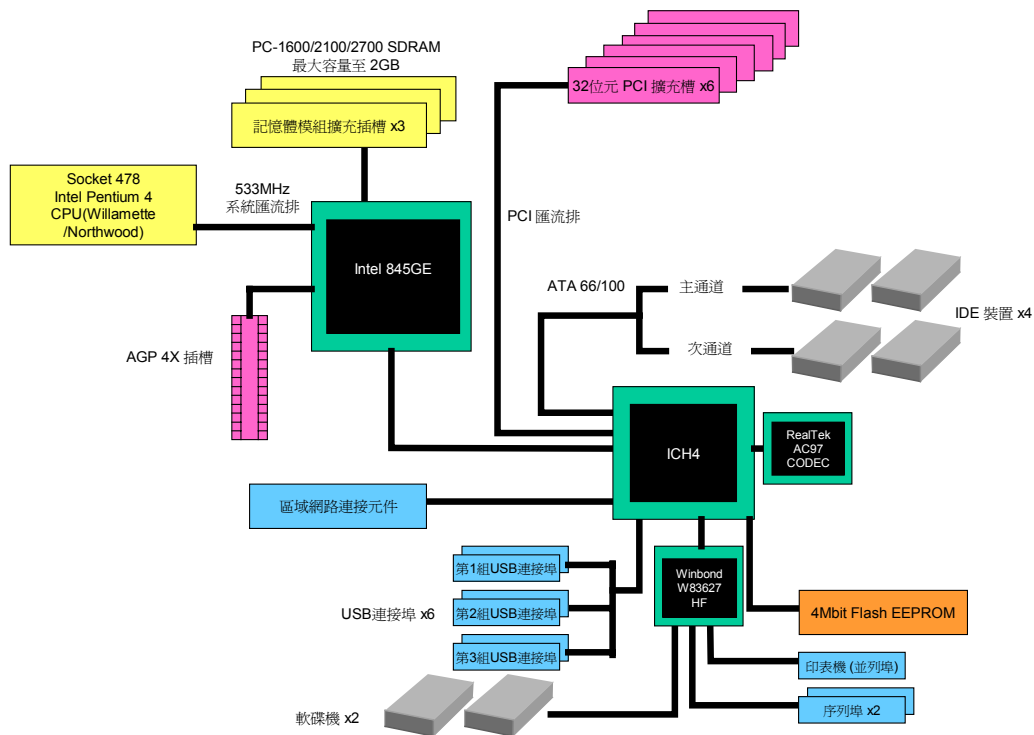 PC-1600/2100/2700 SDRAM
最大容量至 2GB
32位元 PCI 擴充槽 x6
記憶體模組擴充插槽 x3
Socket 478
Intel Pentium 4
CPU(Willamette
/Northwood)
533MHz
系統匯流排
PCI 匯流排
Intel 845GE
ATA 66/100
主通道
IDE 裝置 x4
次通道
AGP 4X 插槽
ICH4
RealTek
AC97
CODEC
區域網路連接元件
第1組USB連接埠
Winbond
W83627
HF
USB連接埠 x6
第2組USB連接埠
4Mbit Flash EEPROM
第3組USB連接埠
印表機 (並列埠)
軟碟機 x2
序列埠 x2